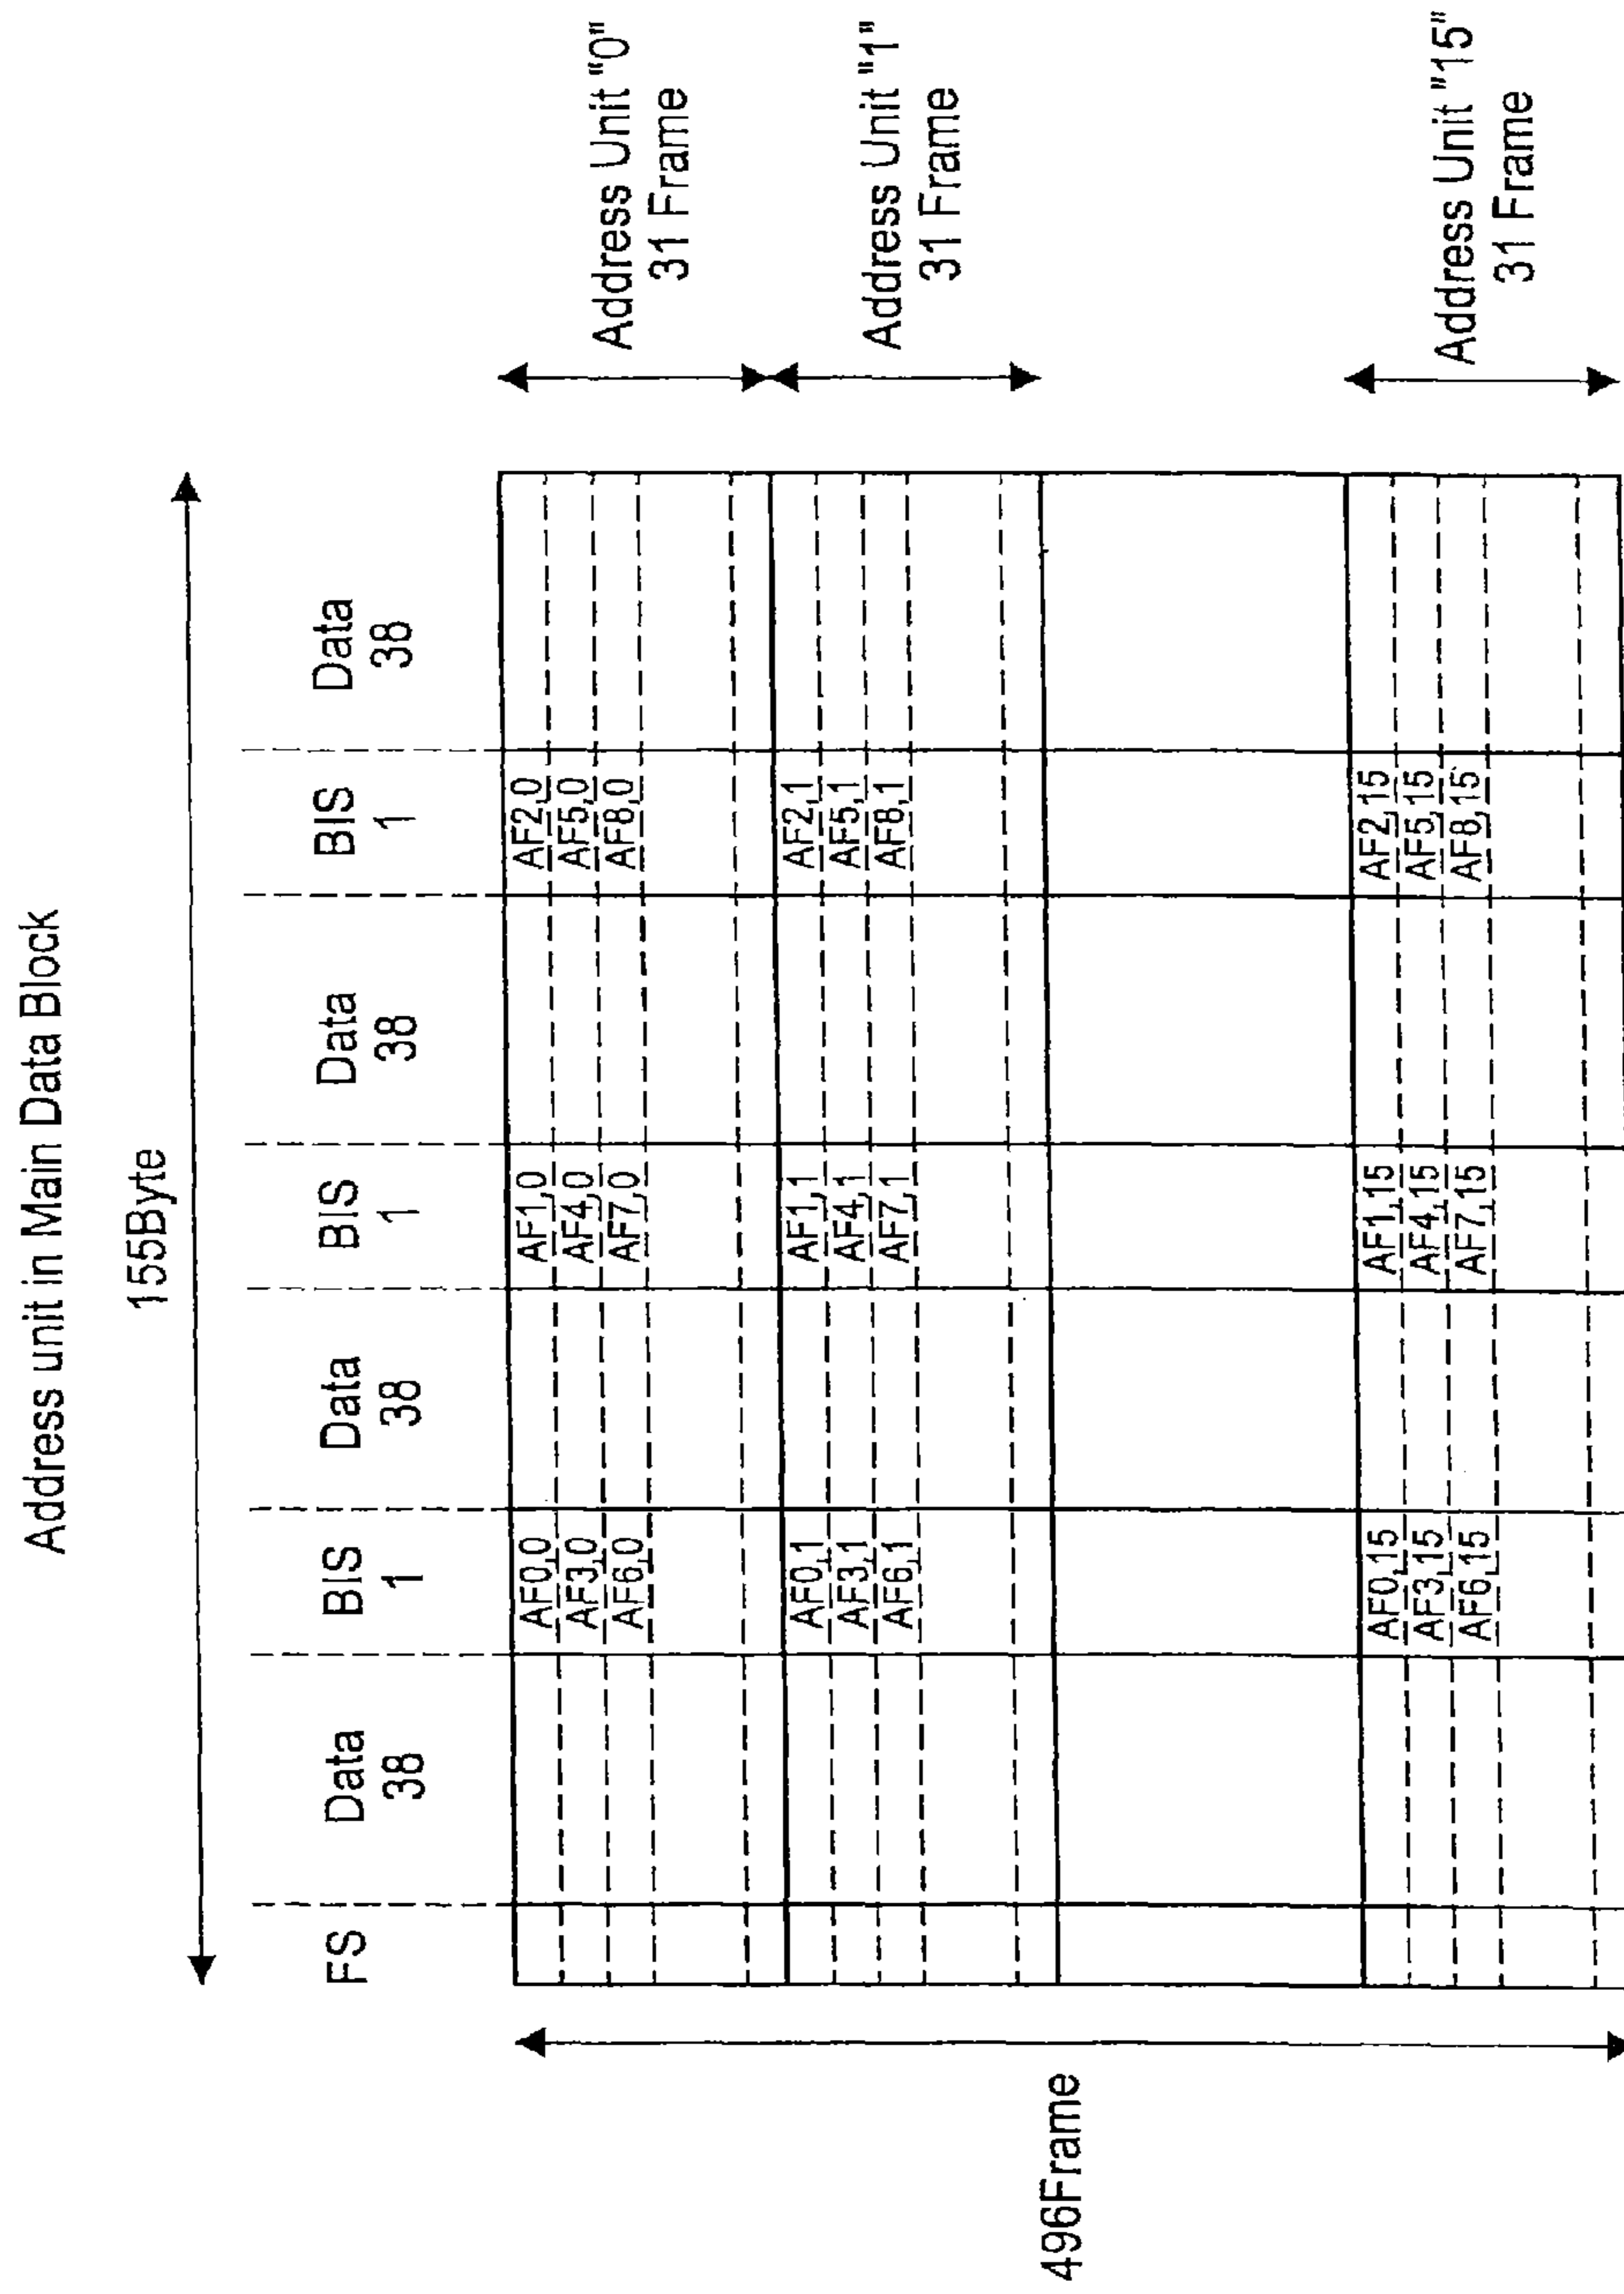 Address unit in Main Data Block
155Byte
FS
Data
38
BIS
1
Data
38
BIS
1
Data
38
BIS
1
Data
38
496Frame
AF0,0
AF1,0
AF2,0
AF3,0
AF4,0
AF5,0
AF6,0
AF7,0
AF8,0
Address Unit "0"
31 Frame
AF0,1
AF1,1
AF2,1
AF3,1
AF4,1
AF5,1
AF6,1
AF7,1
AF8,1
Address Unit "1"
31 Frame
AF0,15
AF1,15
AF2,15
AF3,15
AF4,15
AF5,15
AF6,15
AF7,15
AF8,15
Address Unit "15"
31 Frame